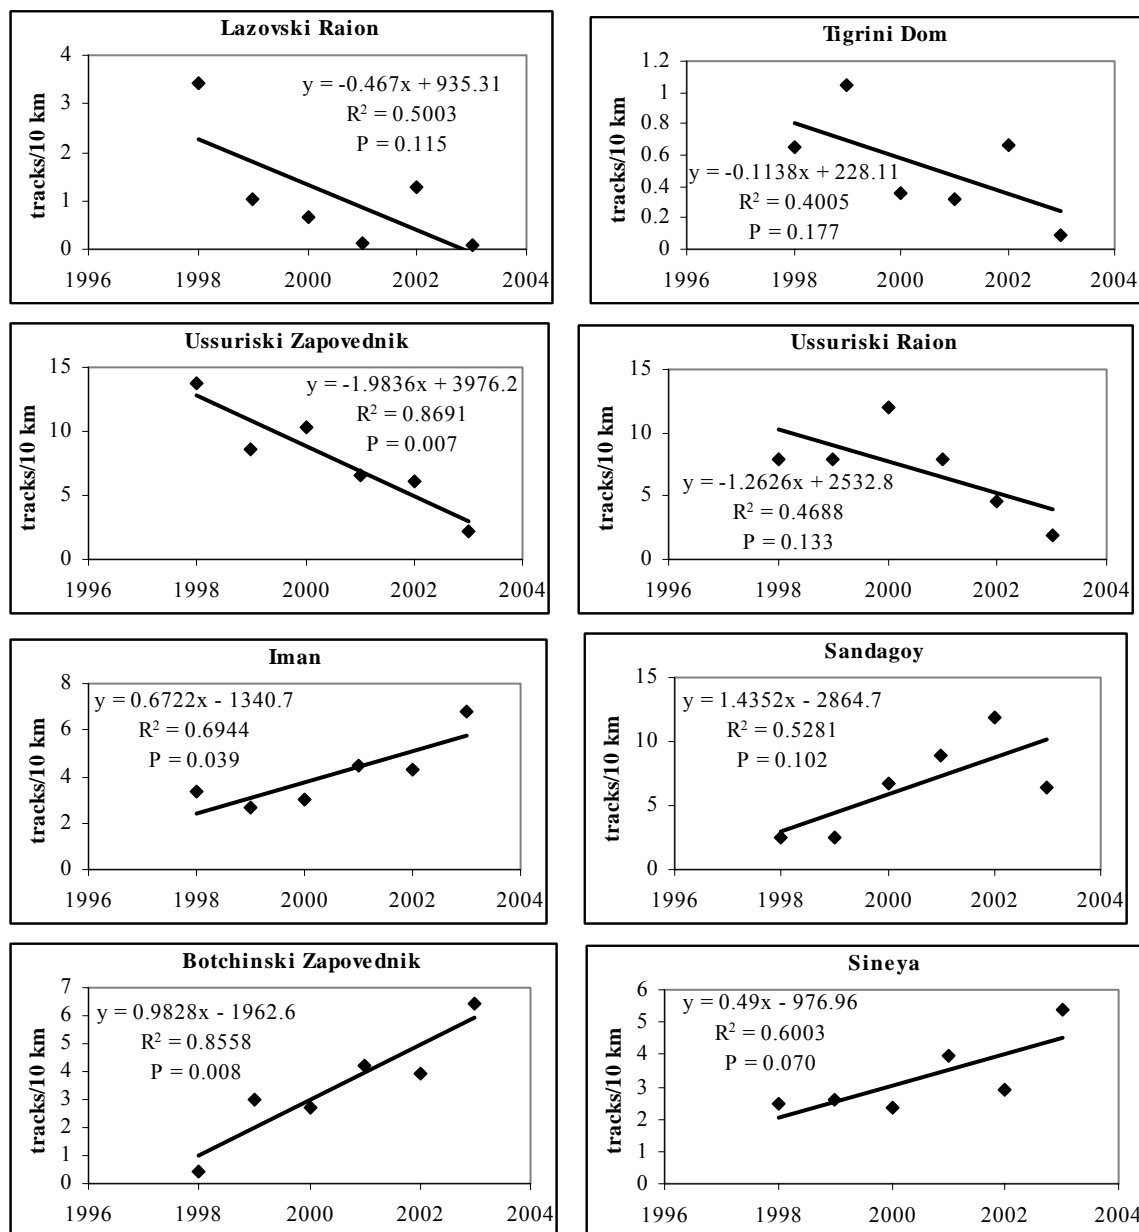 Lazovski Raion
tracks/10 km
4
3
2
1
0
y = -0.467x + 935.31
R² = 0.5003
P = 0.115
1996 1998 2000 2002 2004
Tigrini Dom
tracks/10 km
1.2
1
0.8
0.6
0.4
0.2
0
y = -0.1138x + 228.11
R² = 0.4005
P = 0.177
1996 1998 2000 2002 2004
Ussuriski Zapovednik
tracks/10 km
15
10
5
0
y = -1.9836x + 3976.2
R² = 0.8691
P = 0.007
1996 1998 2000 2002 2004
Ussuriski Raion
tracks/10 km
15
10
5
0
y = -1.2626x + 2532.8
R² = 0.4688
P = 0.133
1996 1998 2000 2002 2004
Iman
tracks/10 km
8
6
4
2
0
y = 0.6722x - 1340.7
R² = 0.6944
P = 0.039
1996 1998 2000 2002 2004
Sandagoy
tracks/10 km
15
10
5
0
y = 1.4352x - 2864.7
R² = 0.5281
P = 0.102
1996 1998 2000 2002 2004
Botchinski Zapovednik
tracks/10 km
7
6
5
4
3
2
1
0
y = 0.9828x - 1962.6
R² = 0.8558
P = 0.008
1996 1998 2000 2002 2004
Sineya
tracks/10 km
6
5
4
3
2
1
0
y = 0.49x - 976.96
R² = 0.6003
P = 0.070
1996 1998 2000 2002 2004